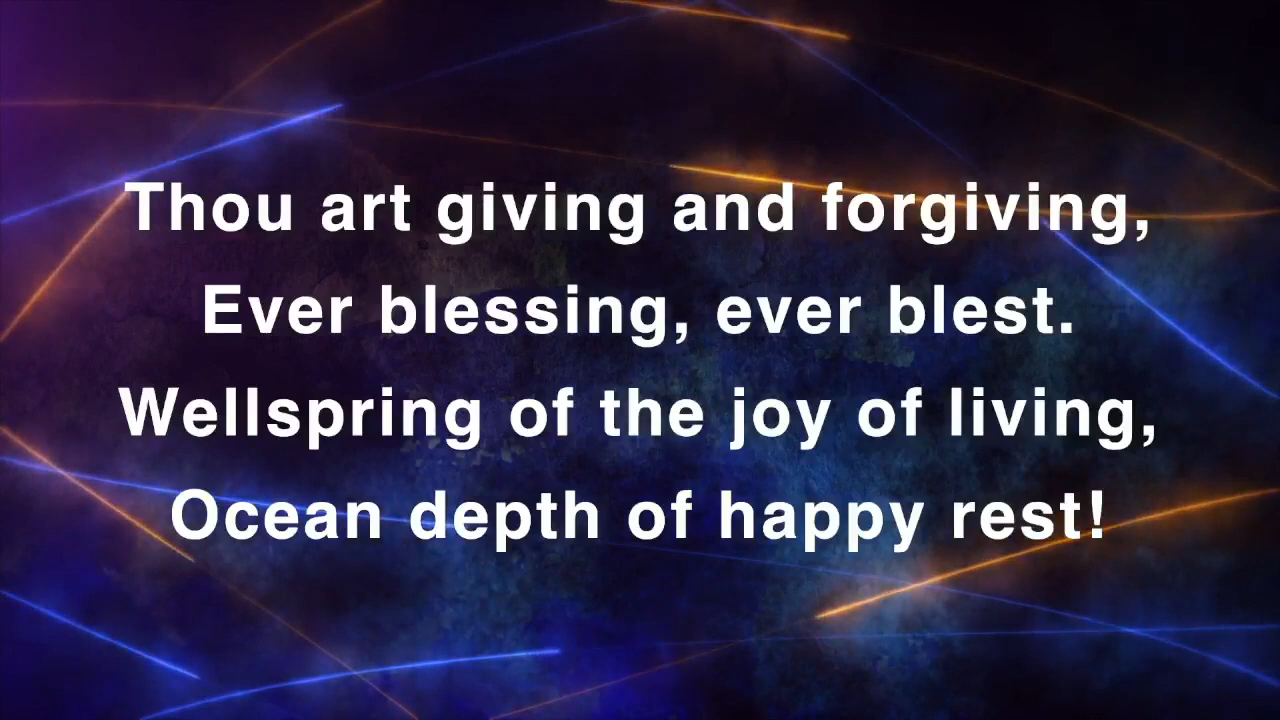 Thou art giving and forgiving,
Ever blessing, ever blest.
Wellspring of the joy of living,
Ocean depth of happy rest!